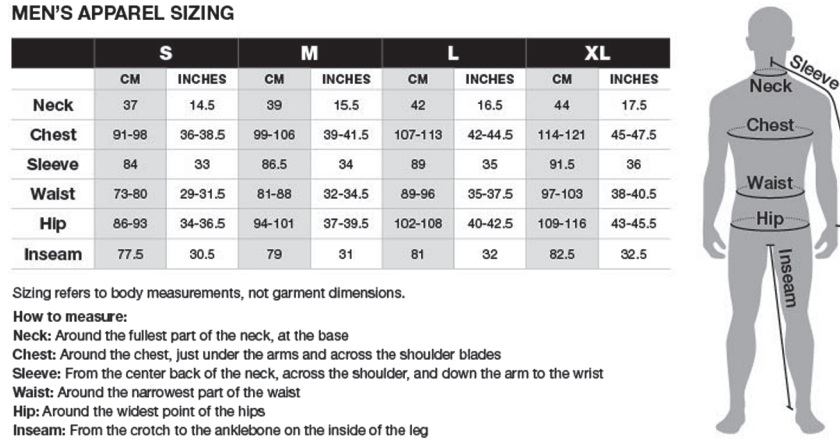 MEN'S APPAREL SIZING
S M L XL
CM INCHES CM INCHES CM INCHES CM INCHES
Neck 37 14.5 39 15.5 42 16.5 44 17.5
Chest 91-98 36-38.5 99-106 39-41.5 107-113 42-44.5 114-121 45-47.5
Sleeve 84 33 86.5 34 89 35 91.5 36
Waist 73-80 29-31.5 81-88 32-34.5 89-96 35-37.5 97-103 38-40.5
Hip 86-93 34-36.5 94-101 37-39.5 102-108 40-42.5 109-116 43-45.5
Inseam 77.5 30.5 79 31 81 32 82.5 32.5
Sizing refers to body measurements, not garment dimensions.
How to measure:
Neck: Around the fullest part of the neck, at the base
Chest: Around the chest, just under the arms and across the shoulder blades
Sleeve: From the center back of the neck, across the shoulder, and down the arm to the wrist
Waist: Around the narrowest part of the waist
Hip: Around the widest point of the hips
Inseam: From the crotch to the anklebone on the inside of the leg
Sleeve
Neck
Chest
Waist
Hip
Inseam